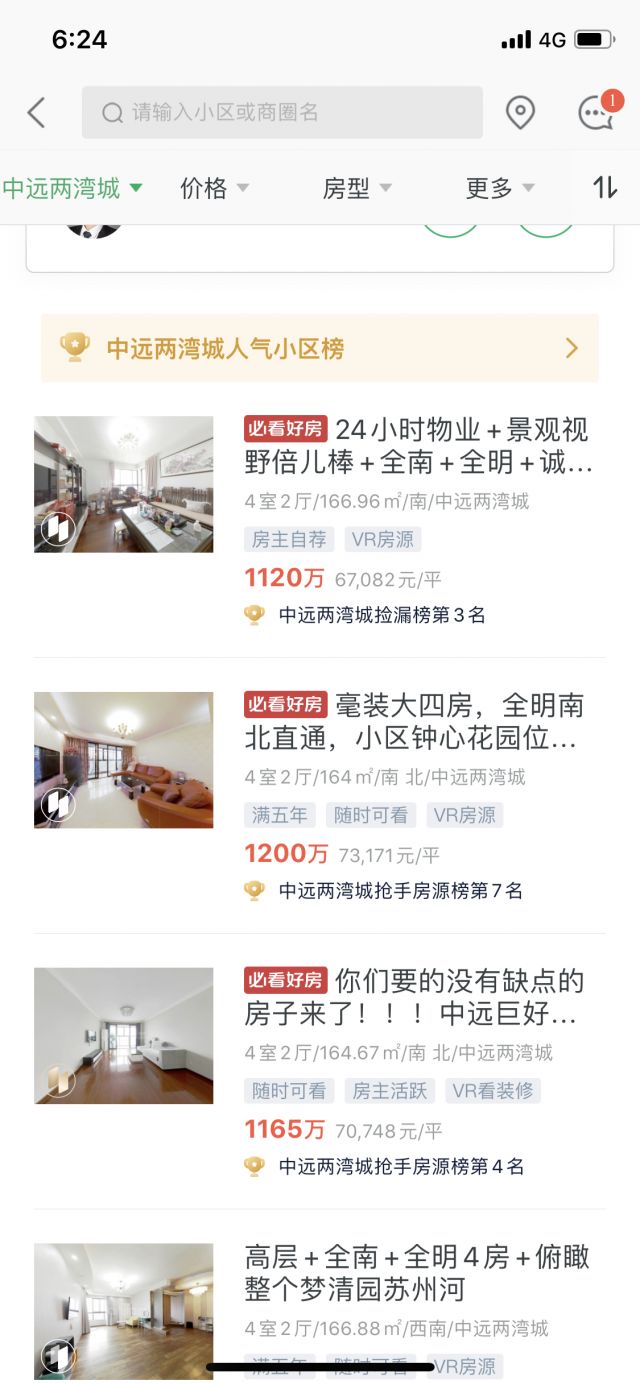 6:24
4G
请输入小区或商圈名
1
中远两湾城
价格
房型
更多
中远两湾城人气小区榜
必看好房 24小时物业+景观视
野倍儿棒+全南+全明+诚...
4室2厅/166.96㎡/南/中远两湾城
房主自荐 VR房源
1120万 67,082元/平
中远两湾城捡漏榜第3名
必看好房 毫装大四房，全明南
北直通，小区钟心花园位...
4室2厅/164㎡/南 北/中远两湾城
满五年 随时可看 VR房源
1200万 73,171元/平
中远两湾城抢手房源榜第7名
必看好房 你们要的没有缺点的
房子来了！！！中远巨好...
4室2厅/164.67㎡/南 北/中远两湾城
随时可看 房主活跃 VR看装修
1165万 70,748元/平
中远两湾城抢手房源榜第4名
高层+全南+全明4房+俯瞰
整个梦清园苏州河
4室2厅/166.88㎡/西南/中远两湾城
满五年 随时可看 VR房源